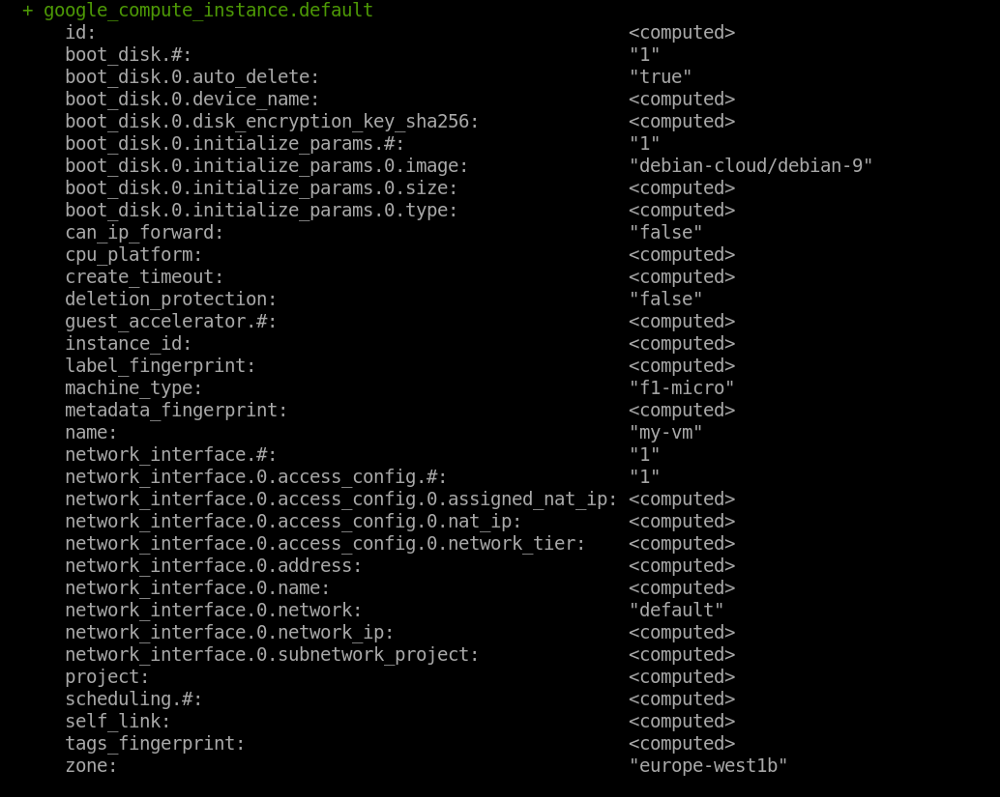 + google_compute_instance.default
id: <computed>
boot_disk.#: "1"
boot_disk.0.auto_delete: "true"
boot_disk.0.device_name: <computed>
boot_disk.0.disk_encryption_key_sha256: <computed>
boot_disk.0.initialize_params.#: "1"
boot_disk.0.initialize_params.0.image: "debian-cloud/debian-9"
boot_disk.0.initialize_params.0.size: <computed>
boot_disk.0.initialize_params.0.type: <computed>
can_ip_forward: "false"
cpu_platform: <computed>
create_timeout: <computed>
deletion_protection: "false"
guest_accelerator.#: <computed>
instance_id: <computed>
label_fingerprint: <computed>
machine_type: "f1-micro"
metadata_fingerprint: <computed>
name: "my-vm"
network_interface.#: "1"
network_interface.0.access_config.#: "1"
network_interface.0.access_config.0.assigned_nat_ip: <computed>
network_interface.0.access_config.0.nat_ip: <computed>
network_interface.0.access_config.0.network_tier: <computed>
network_interface.0.address: <computed>
network_interface.0.name: <computed>
network_interface.0.network: "default"
network_interface.0.network_ip: <computed>
network_interface.0.subnetwork_project: <computed>
project: <computed>
scheduling.#: <computed>
self_link: <computed>
tags_fingerprint: <computed>
zone: "europe-west1b"